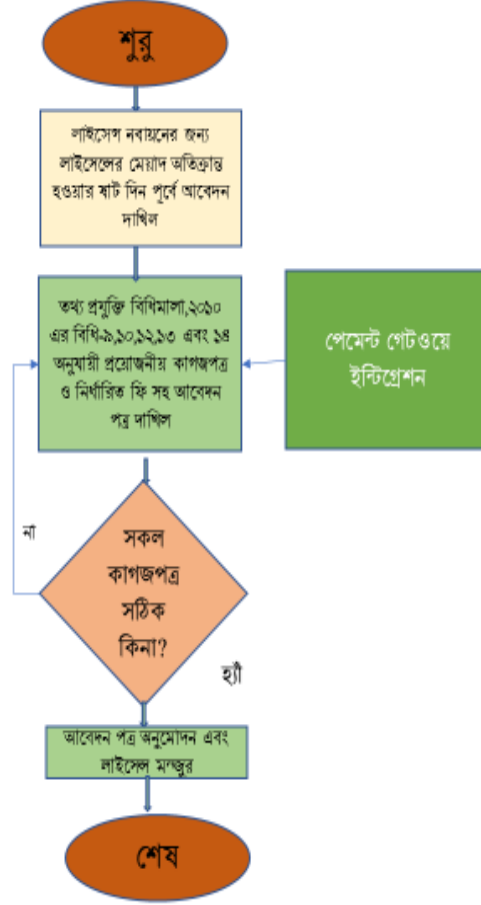 শুরু
লাইসেন্স নবায়নের জন্য
লাইসেন্সের মেয়াদ অতিক্রান্ত
হওয়ার ষাট দিন পূর্বে আবেদন
দাখিল
তথ্য প্রযুক্তি বিধিমালা,২০১০
এর বিধি-৯,১০,১২,১৩ এবং ১৪
অনুযায়ী প্রয়োজনীয় কাগজপত্র
ও নির্ধারিত ফি সহ আবেদন
পত্র দাখিল
পেমেন্ট গেটওয়ে
ইন্টিগ্রেশন
না
সকল
কাগজপত্র
সঠিক
কিনা?
হ্যাঁ
আবেদন পত্র অনুমোদন এবং
লাইসেন্স মন্জুর
শেষ